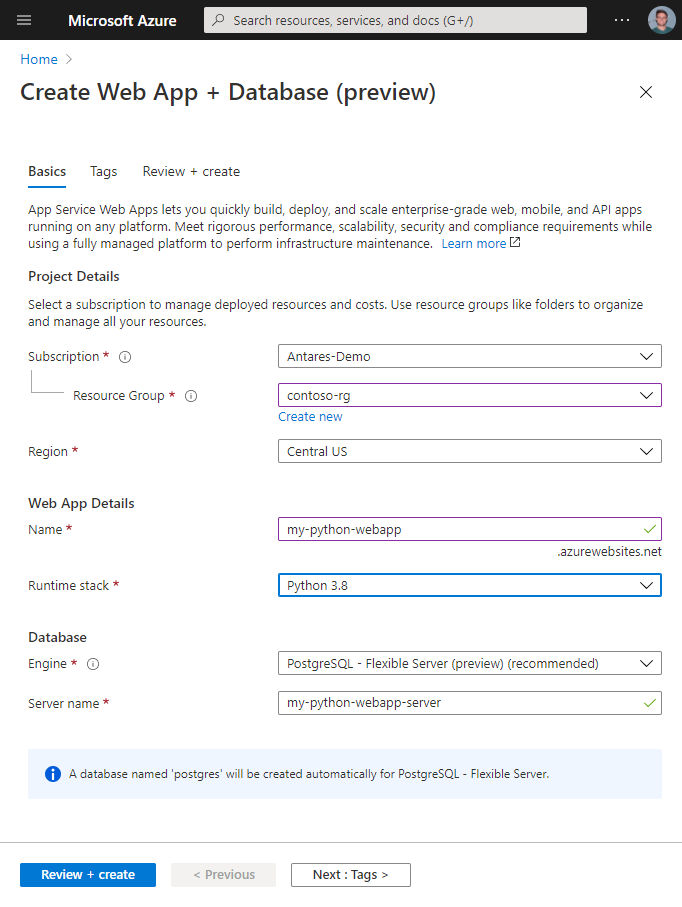 Microsoft Azure
Search resources, services, and docs (G+/)
Home
Create Web App + Database (preview)
Basics Tags Review + create
App Service Web Apps lets you quickly build, deploy, and scale enterprise-grade web, mobile, and API apps
running on any platform. Meet rigorous performance, scalability, security and compliance requirements while
using a fully managed platform to perform infrastructure maintenance. Learn more
Project Details
Select a subscription to manage deployed resources and costs. Use resource groups like folders to organize
and manage all your resources.
Subscription * Antares-Demo
Resource Group * contoso-rg
Create new
Region * Central US
Web App Details
Name * my-python-webapp
.azurewebsites.net
Runtime stack * Python 3.8
Database
Engine * PostgreSQL - Flexible Server (preview) (recommended)
Server name * my-python-webapp-server
A database named 'postgres' will be created automatically for PostgreSQL - Flexible Server.
Review + create < Previous Next : Tags >